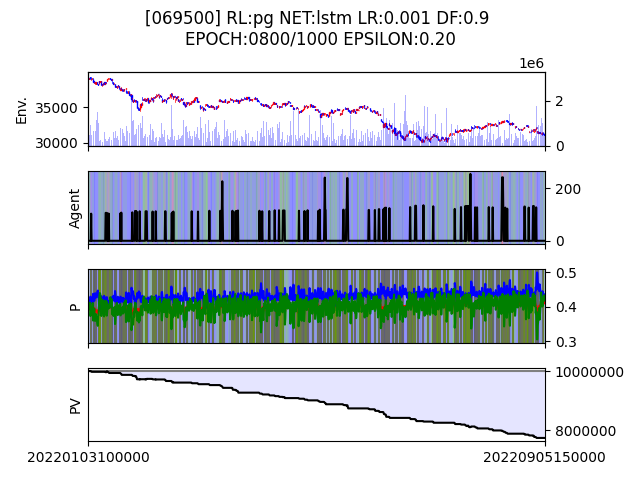 [069500] RL:pg NET:lstm LR:0.001 DF:0.9
EPOCH:0800/1000 EPSILON:0.20
1e6
Env.
35000
30000
2
0
Agent
200
0
P
0.5
0.4
0.3
PV
10000000
8000000
20220103100000
20220905150000